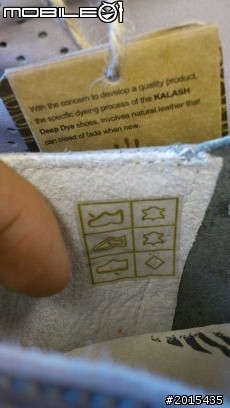 MOBILE01
With the concern to develop a quality product,
the specific dyeing process of the KALASH
Deep Dye shoes, involves natural leather that
can bleed of fade when new.
#2015435